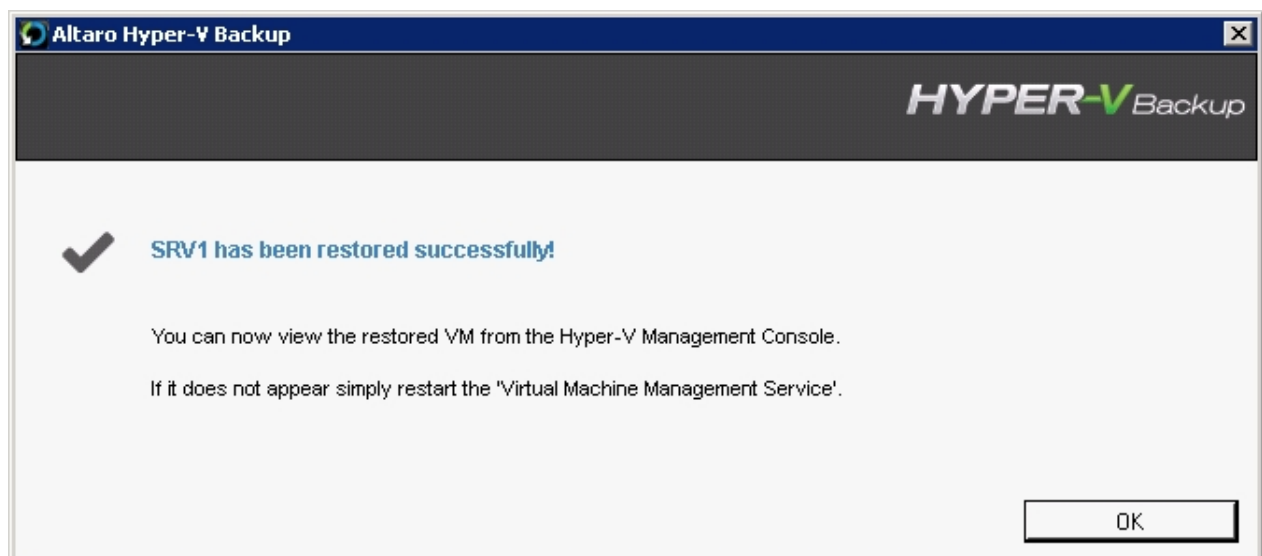 Altaro Hyper-V Backup
HYPER-V Backup
SRV1 has been restored successfully!
You can now view the restored VM from the Hyper-V Management Console.
If it does not appear simply restart the 'Virtual Machine Management Service'.
OK